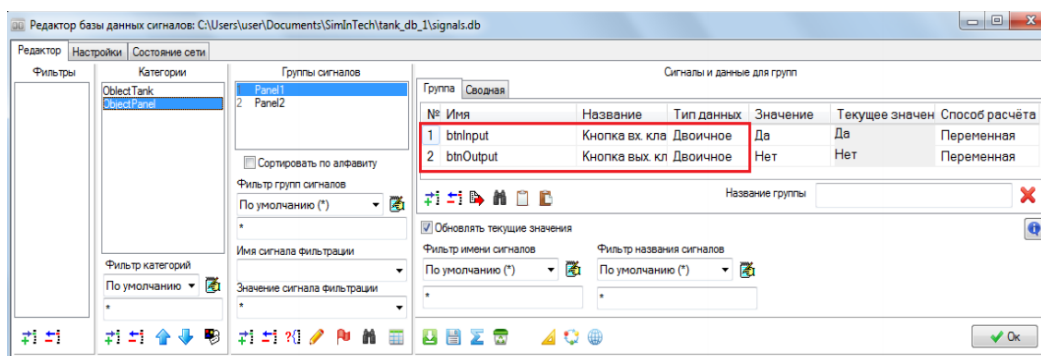 Редактор базы данных сигналов: C:\Users\user\Documents\SimInTech\tank_db_1\signals.db
Редактор Настройки Состояние сети
Фильтры
Категории
OblectTank
ObjectPanel
Фильтр категорий
По умолчанию
*
Группы сигналов
1 Panel1
2 Panel2
Сортировать по алфавиту
Фильтр групп сигналов
По умолчанию (*)
*
Имя сигнала фильтрации
Значение сигнала фильтрации
*
Сигналы и данные для групп
Группа Сводная
№ Имя Название Тип данных Значение Текущее значен Способ расчёта
1 btnInput Кнопка вх. кла Двоичное Да Да Переменная
2 btnOutput Кнопка вых. кл Двоичное Нет Нет Переменная
Название группы
Обновлять текущие значения
Фильтр имени сигналов Фильтр названия сигналов
По умолчанию (*) По умолчанию (*)
* *
Ok